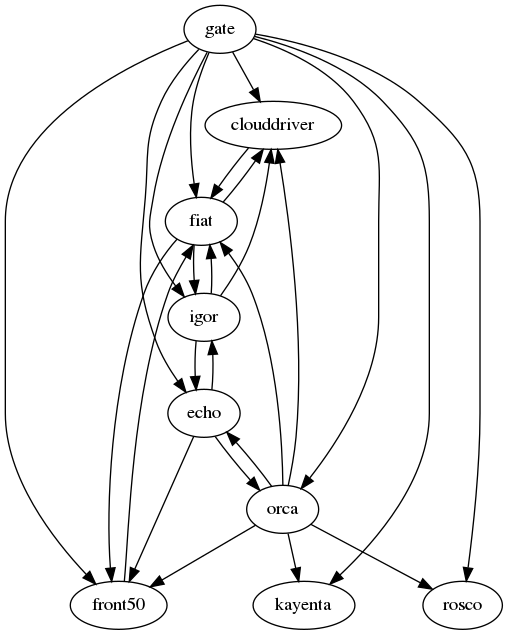 gate
clouddriver
fiat
igor
echo
orca
front50
kayenta
rosco